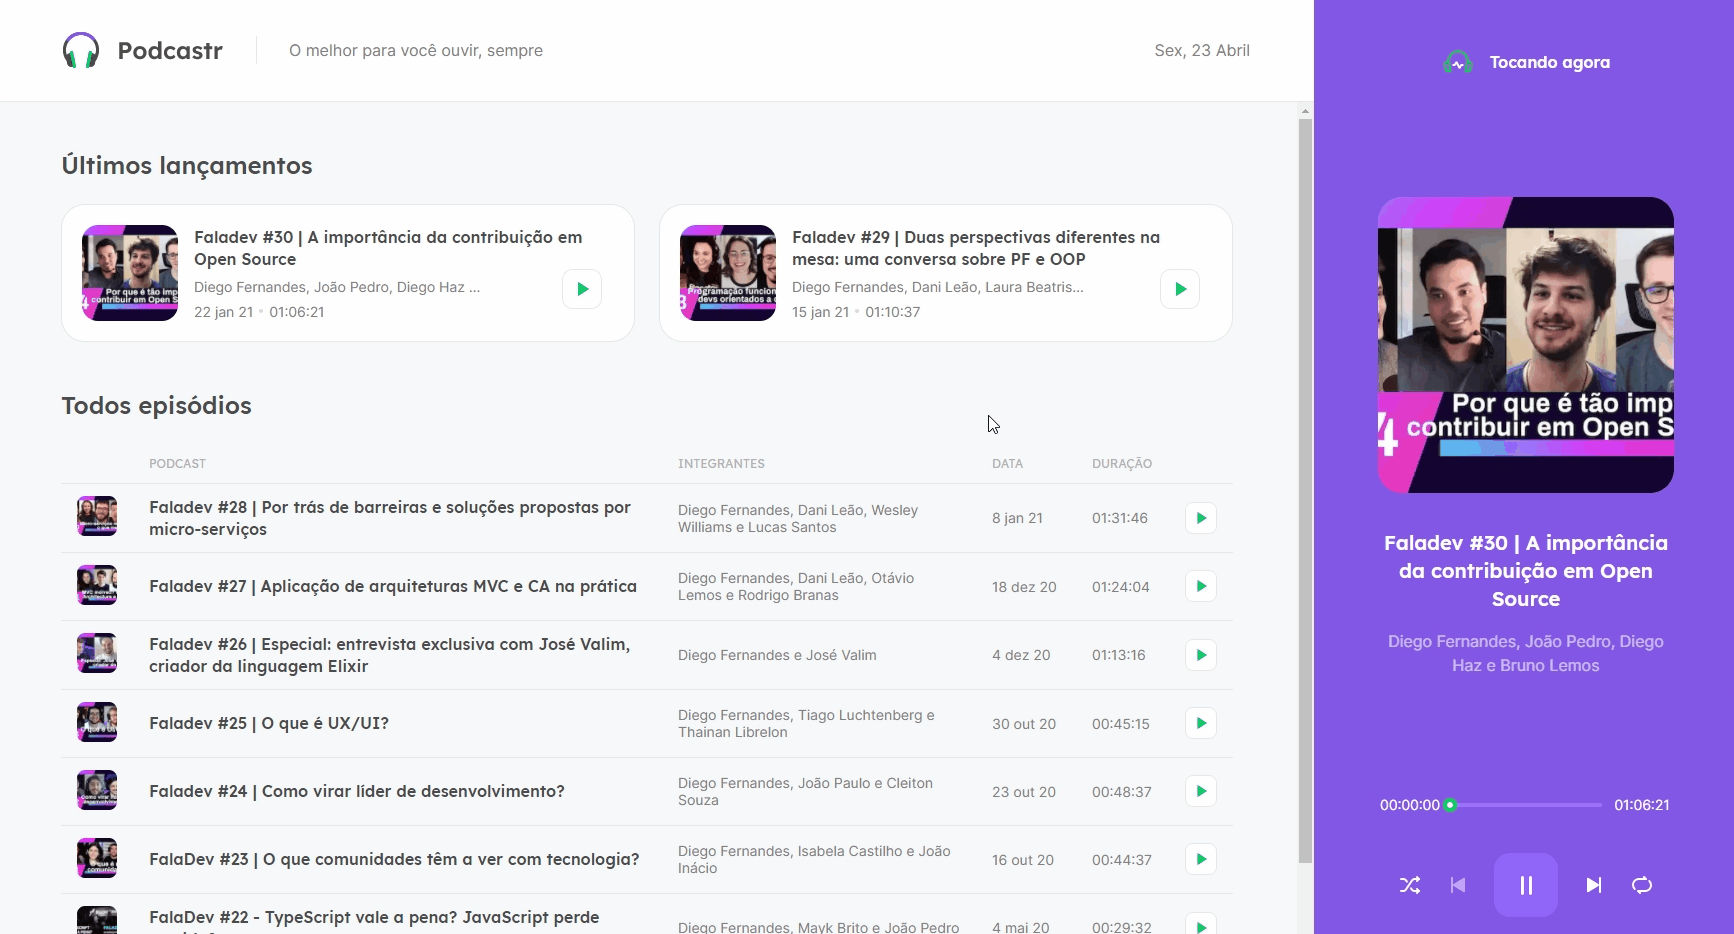 Podcastr
O melhor para você ouvir, sempre
Sex, 23 Abril
Últimos lançamentos
Faladev #30 | A importância da contribuição em
Open Source
Diego Fernandes, João Pedro, Diego Haz ...
22 jan 21 • 01:06:21
Faladev #29 | Duas perspectivas diferentes na
mesa: uma conversa sobre PF e OOP
Diego Fernandes, Dani Leão, Laura Beatris...
15 jan 21 • 01:10:37
Todos episódios
PODCAST INTEGRANTES DATA DURAÇÃO
Faladev #28 | Por trás de barreiras e soluções propostas por
micro-serviços
Diego Fernandes, Dani Leão, Wesley
Williams e Lucas Santos
8 jan 21
01:31:46
Faladev #27 | Aplicação de arquiteturas MVC e CA na prática
Diego Fernandes, Dani Leão, Otávio
Lemos e Rodrigo Branas
18 dez 20
01:24:04
Faladev #26 | Especial: entrevista exclusiva com José Valim,
criador da linguagem Elixir
Diego Fernandes e José Valim
4 dez 20
01:13:16
Faladev #25 | O que é UX/UI?
Diego Fernandes, Tiago Luchtenberg e
Thainan Librelon
30 out 20
00:45:15
Faladev #24 | Como virar líder de desenvolvimento?
Diego Fernandes, João Paulo e Cleiton
Souza
23 out 20
00:48:37
FalaDev #23 | O que comunidades têm a ver com tecnologia?
Diego Fernandes, Isabela Castilho e João
Inácio
16 out 20
00:44:37
FalaDev #22 - TypeScript vale a pena? JavaScript perde
Diego Fernandes, Mayk Brito e João Pedro
4 mai 20
00:29:32
Tocando agora
Por que é tão imp
4 contribuir em Open S
Faladev #30 | A importância
da contribuição em Open
Source
Diego Fernandes, João Pedro, Diego
Haz e Bruno Lemos
00:00:00
01:06:21